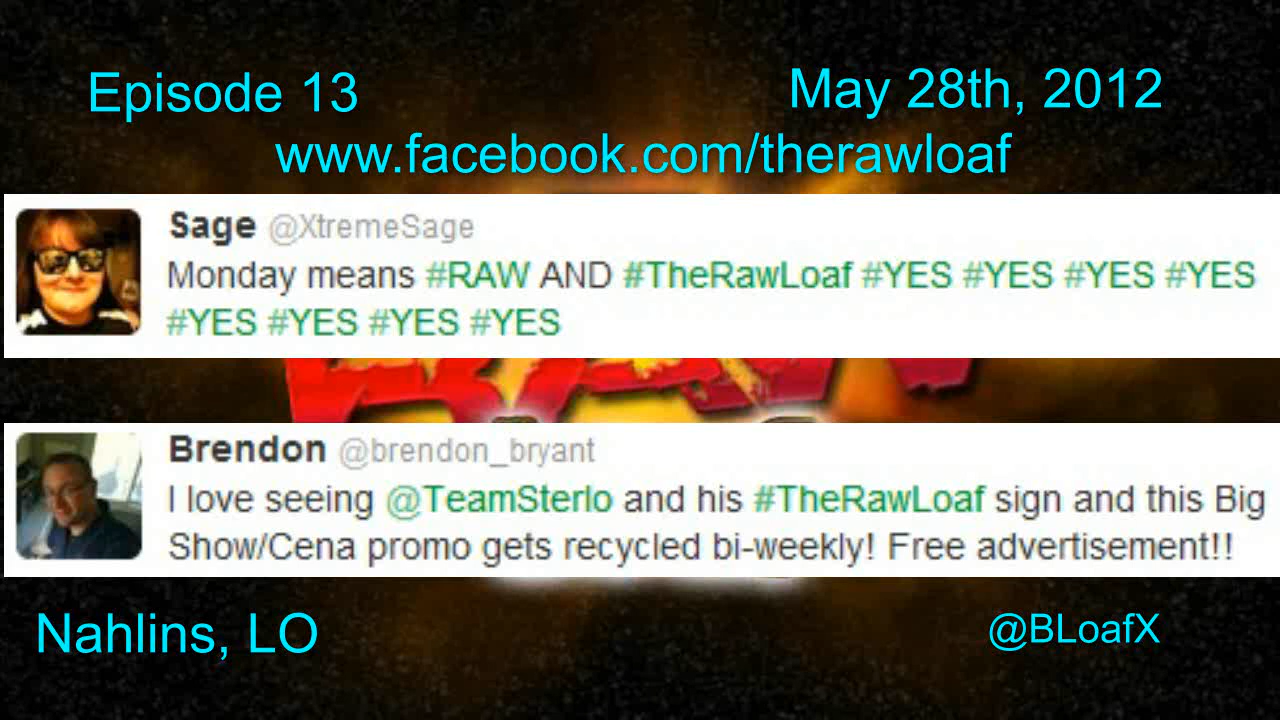 Episode 13
May 28th, 2012
www.facebook.com/therawloaf
Sage @XtremeSage
Monday means #RAW AND #TheRawLoaf #YES #YES #YES #YES
#YES #YES #YES #YES
RAW
Brendon @brendon_bryant
I love seeing @TeamSterlo and his #TheRawLoaf sign and this Big
Show/Cena promo gets recycled bi-weekly! Free advertisement!!
Nahlins, LO
@BLoafX